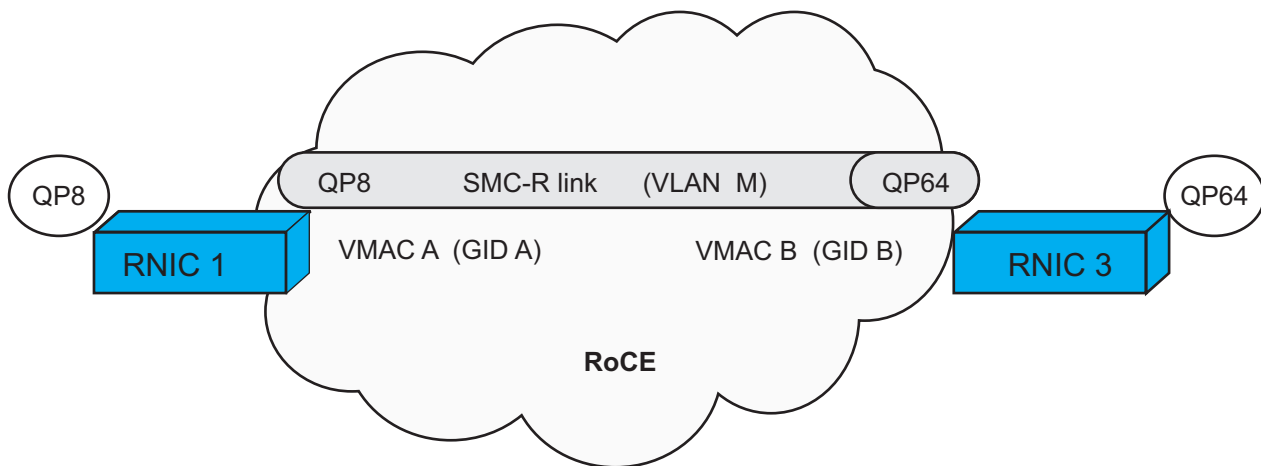 QP8
QP8 SMC-R link (VLAN M) QP64
QP64
RNIC 1
VMAC A (GID A)
VMAC B (GID B)
RNIC 3
RoCE